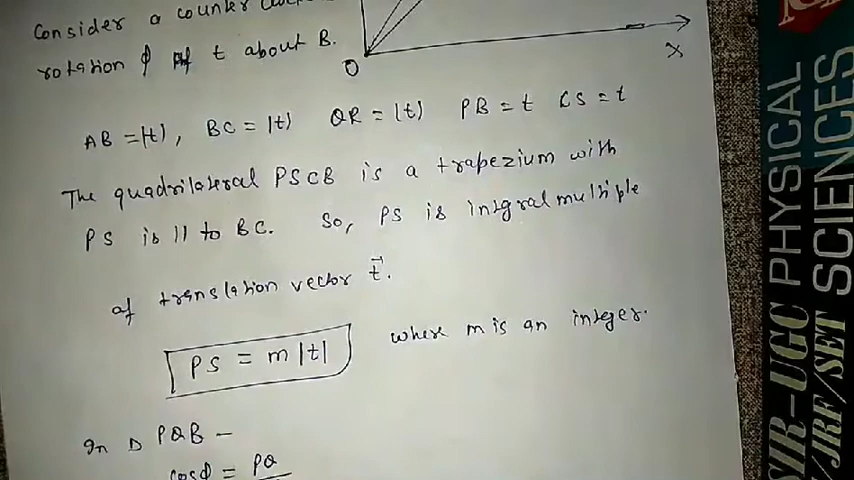 Consider a counter
rotation ϕ of t about B.
O
X
AB = |t|, BC = |t| QR = |t| PB = t CS = t
The quadrilateral PSCB is a trapezium with
PS is || to BC. So, PS is integral multiple
of translation vector t⃗.
PS = m |t| where m is an integer.
In Δ PQB –
cosϕ = PQ
PHYSICAL
SCIENCES
CSIR-UGC
/JRF/SET